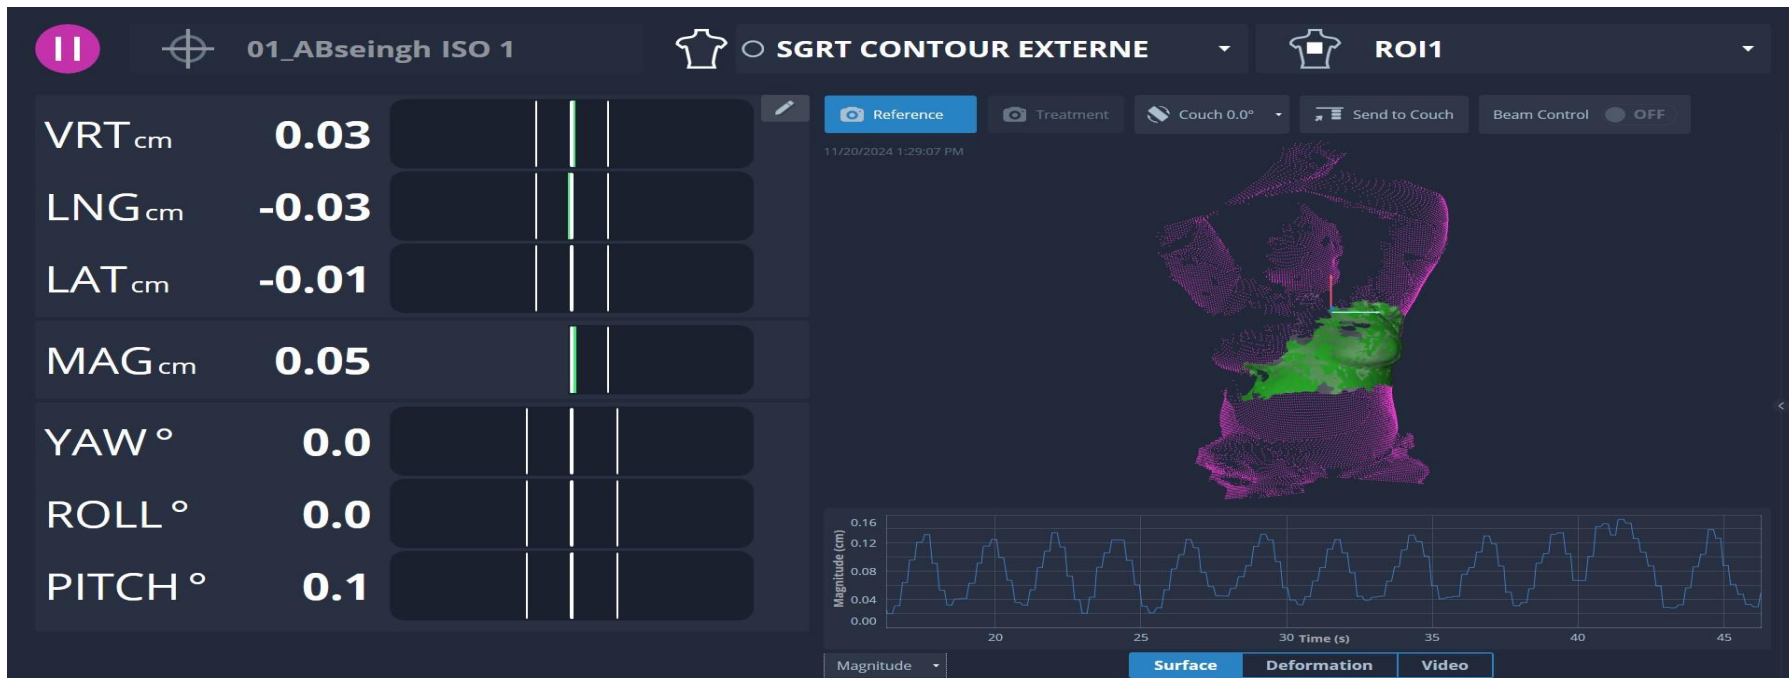 01_ABseingh ISO 1
SGRT CONTOUR EXTERNE
ROI1
VRT cm 0.03
LNG cm -0.03
LAT cm -0.01
MAG cm 0.05
YAW ° 0.0
ROLL ° 0.0
PITCH ° 0.1
Reference
Treatment
Couch 0.0°
Send to Couch
Beam Control OFF
11/20/2024 1:29:07 PM
Magnitude (cm)
0.16
0.12
0.08
0.04
0.00
20 25 30 35 40 45
Time (s)
Magnitude
Surface Deformation Video